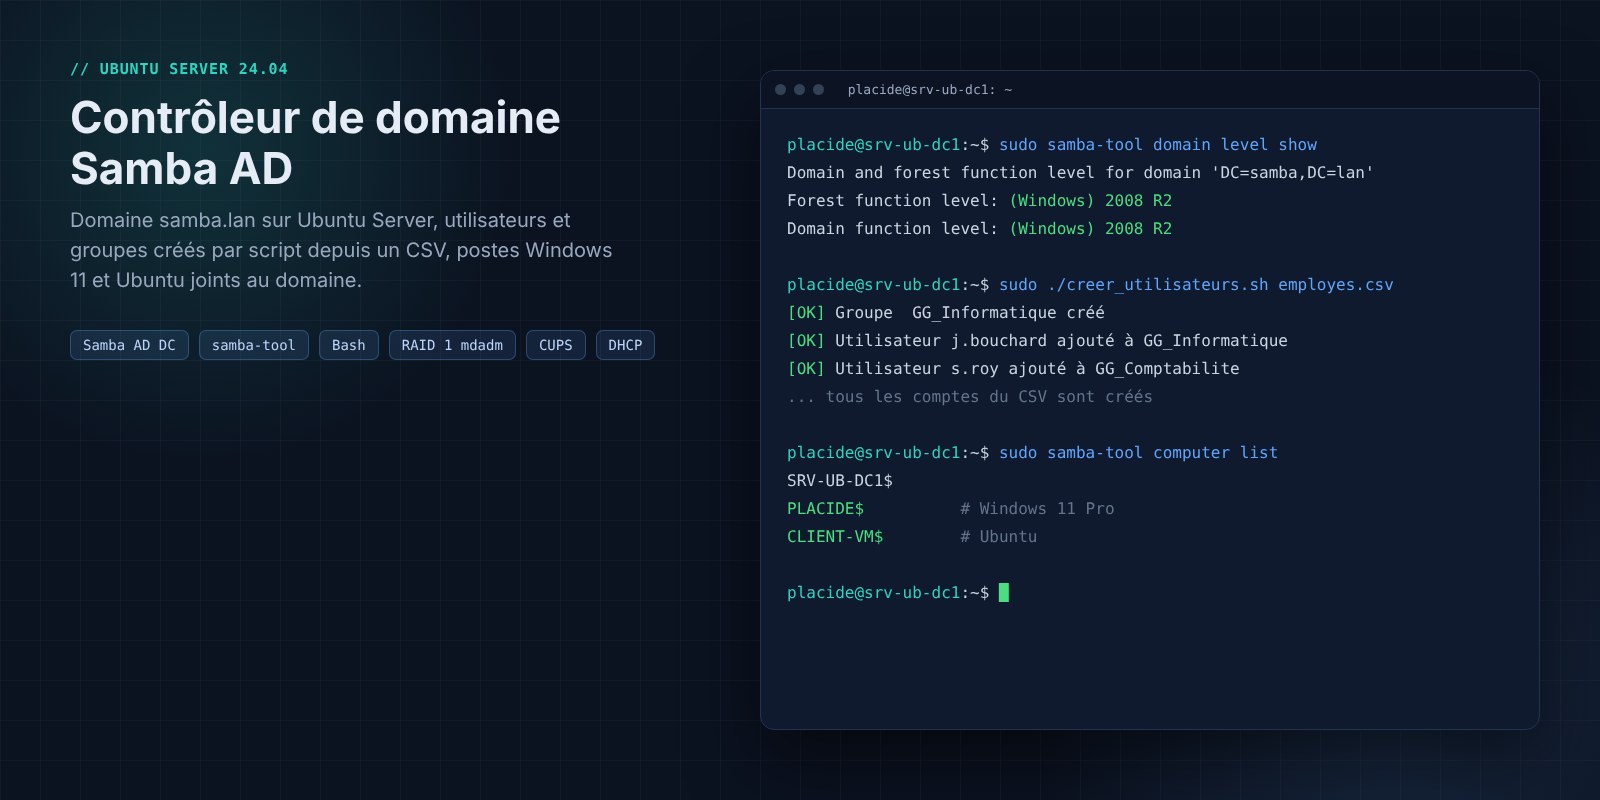 // UBUNTU SERVER 24.04
Contrôleur de domaine
Samba AD
Domaine samba.lan sur Ubuntu Server, utilisateurs et
groupes créés par script depuis un CSV, postes Windows
11 et Ubuntu joints au domaine.
Samba AD DC samba-tool Bash RAID 1 mdadm CUPS DHCP
placide@srv-ub-dc1: ~
placide@srv-ub-dc1:~$ sudo samba-tool domain level show
Domain and forest function level for domain 'DC=samba,DC=lan'
Forest function level: (Windows) 2008 R2
Domain function level: (Windows) 2008 R2
placide@srv-ub-dc1:~$ sudo ./creer_utilisateurs.sh employes.csv
[OK] Groupe  GG_Informatique créé
[OK] Utilisateur j.bouchard ajouté à GG_Informatique
[OK] Utilisateur s.roy ajouté à GG_Comptabilite
... tous les comptes du CSV sont créés
placide@srv-ub-dc1:~$ sudo samba-tool computer list
SRV-UB-DC1$
PLACIDE$          # Windows 11 Pro
CLIENT-VM$        # Ubuntu
placide@srv-ub-dc1:~$